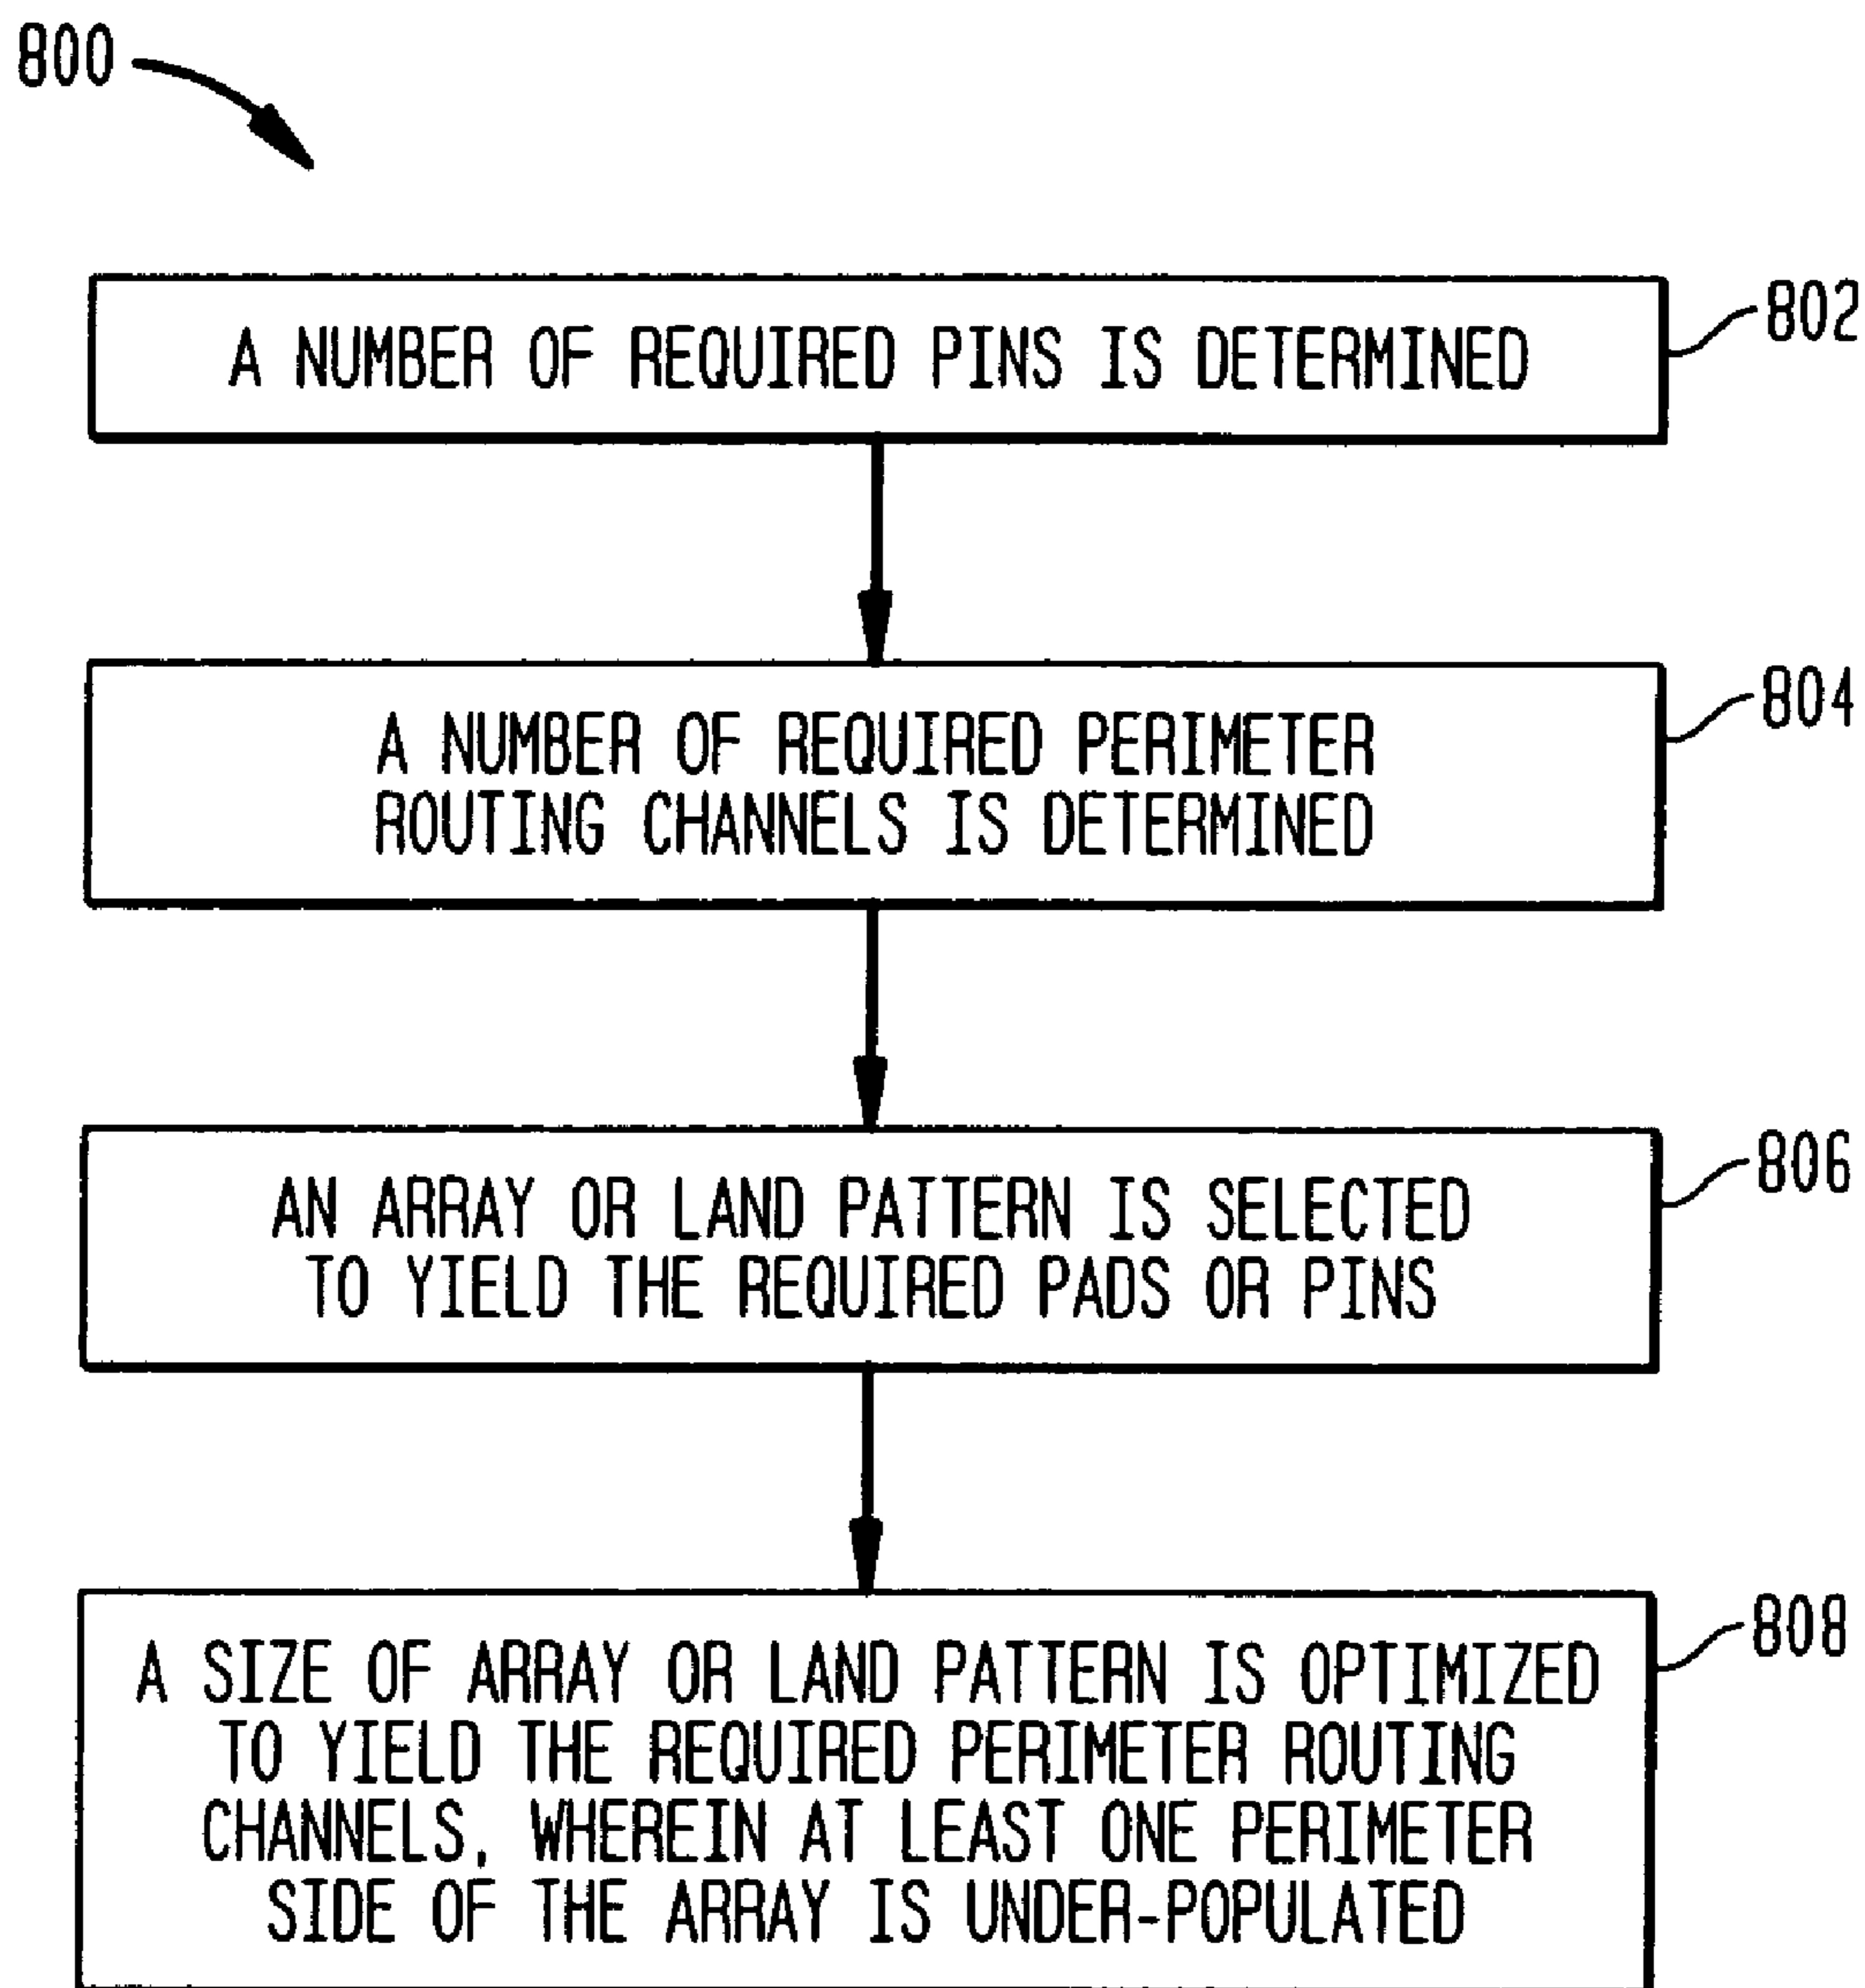 800
A NUMBER OF REQUIRED PINS IS DETERMINED
802
A NUMBER OF REQUIRED PERIMETER
ROUTING CHANNELS IS DETERMINED
804
AN ARRAY OR LAND PATTERN IS SELECTED
TO YIELD THE REQUIRED PADS OR PINS
806
A SIZE OF ARRAY OR LAND PATTERN IS OPTIMIZED
TO YIELD THE REQUIRED PERIMETER ROUTING
CHANNELS, WHEREIN AT LEAST ONE PERIMETER
SIDE OF THE ARRAY IS UNDER-POPULATED
808